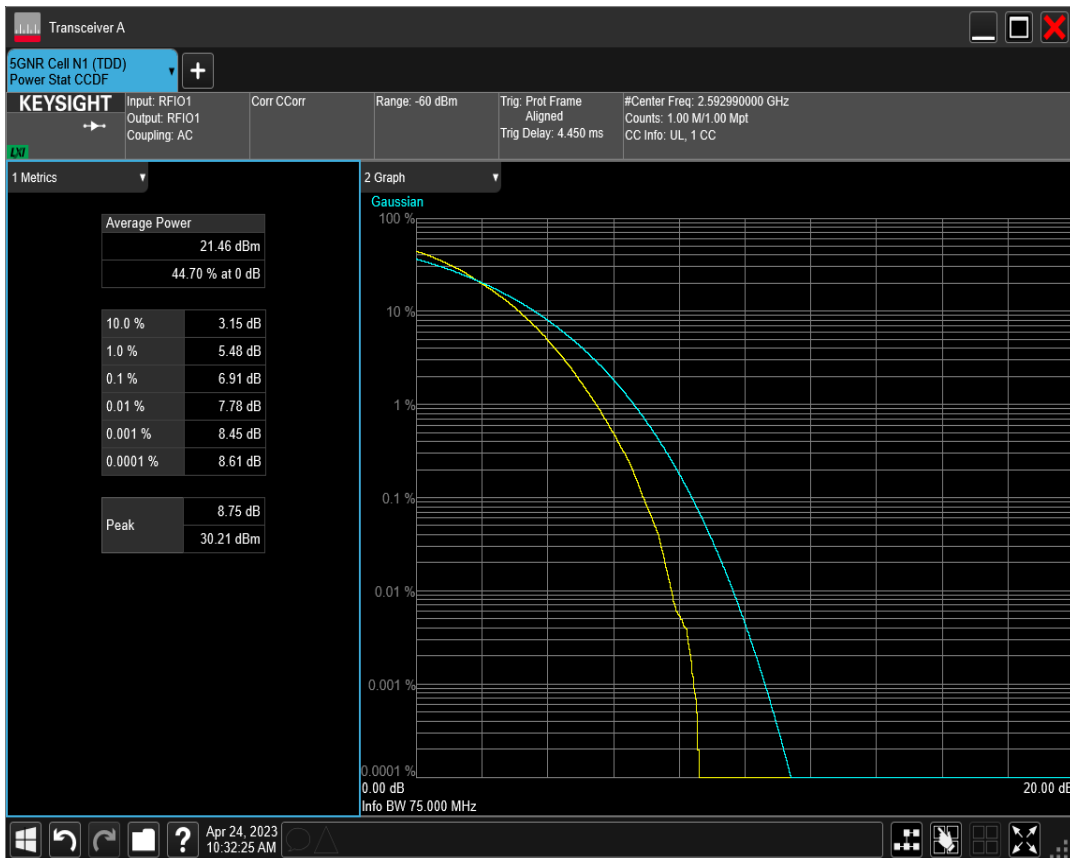 Transceiver A
5GNR Cell N1 (TDD)
Power Stat CCDF
+
KEYSIGHT
LXI
Input: RFIO1
Output: RFIO1
Coupling: AC
Corr CCorr
Range: -60 dBm
Trig: Prot Frame
Aligned
Trig Delay: 4.450 ms
#Center Freq: 2.592990000 GHz
Counts: 1.00 M/1.00 Mpt
CC Info: UL, 1 CC
1 Metrics
Average Power
21.46 dBm
44.70 % at 0 dB
10.0 % 3.15 dB
1.0 % 5.48 dB
0.1 % 6.91 dB
0.01 % 7.78 dB
0.001 % 8.45 dB
0.0001 % 8.61 dB
Peak
8.75 dB
30.21 dBm
2 Graph
Gaussian
100 %
10 %
1 %
0.1 %
0.01 %
0.001 %
0.0001 %
0.00 dB 20.00 dB
Info BW 75.000 MHz
?
Apr 24, 2023
10:32:25 AM